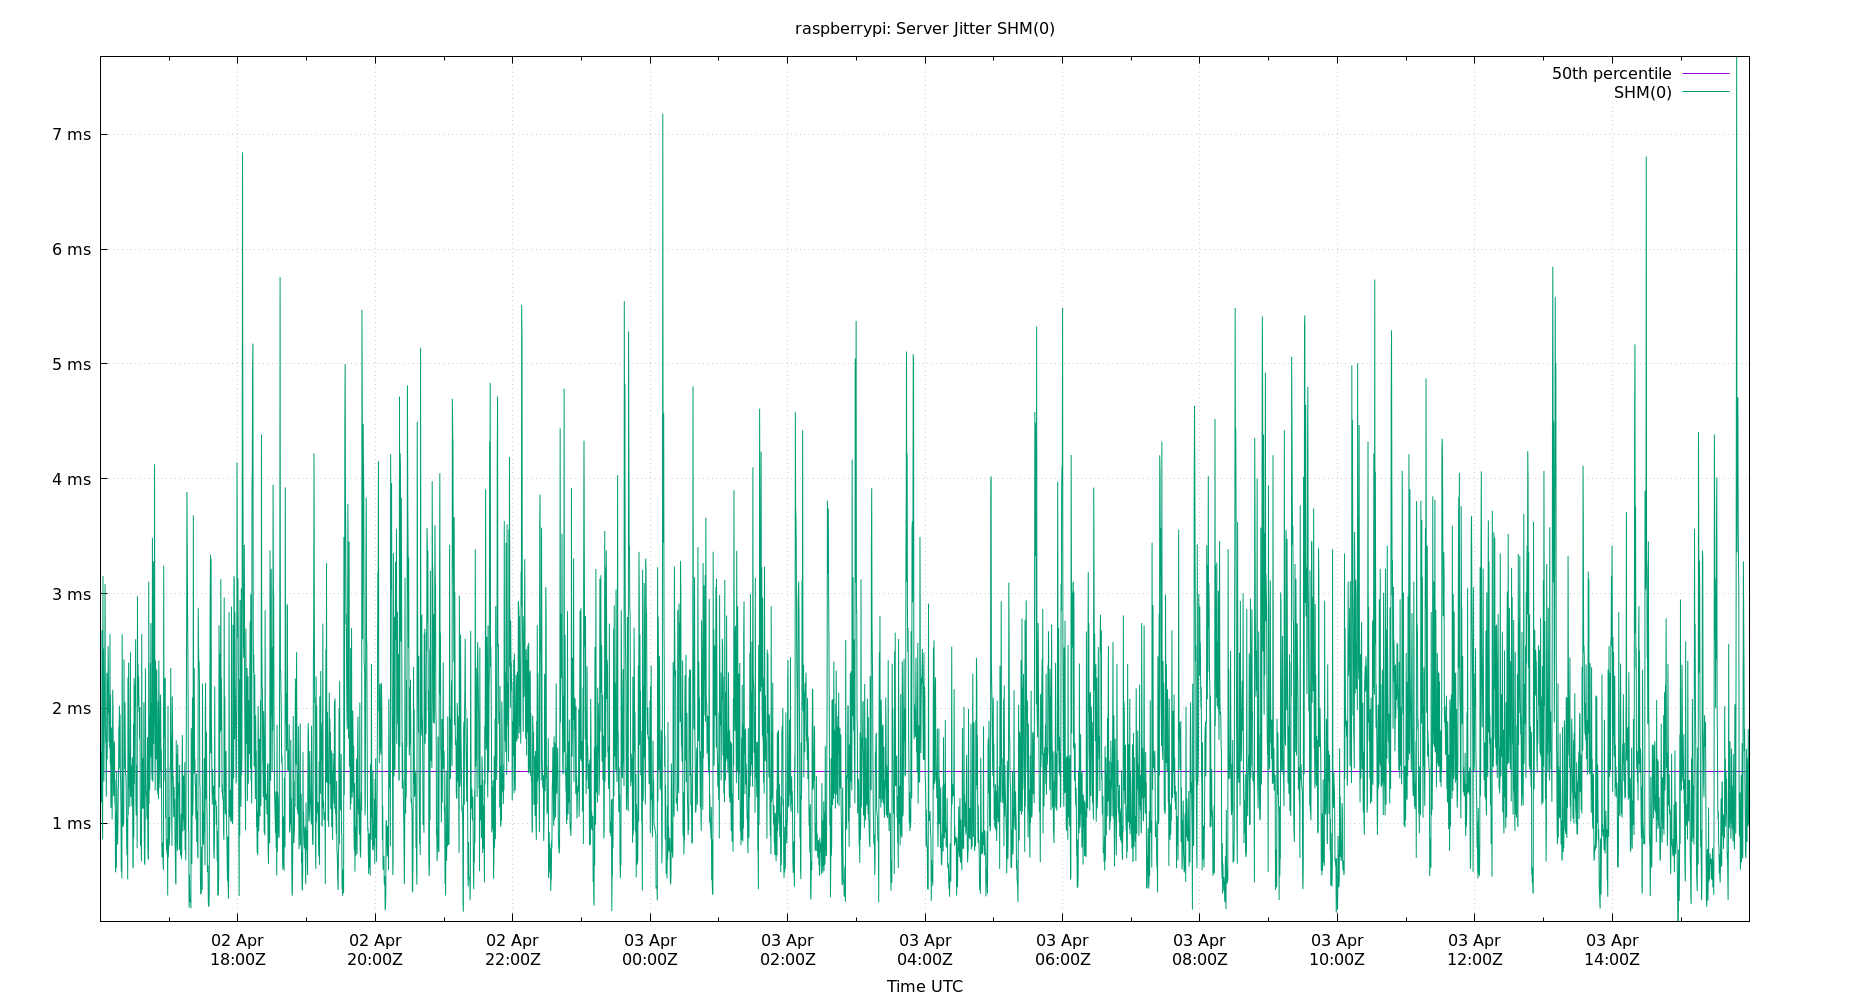 raspberrypi: Server Jitter SHM(0)
50th percentile
SHM(0)
7 ms
6 ms
5 ms
4 ms
3 ms
2 ms
1 ms
02 Apr 02 Apr 02 Apr 03 Apr 03 Apr 03 Apr 03 Apr 03 Apr 03 Apr 03 Apr 03 Apr
18:00Z 20:00Z 22:00Z 00:00Z 02:00Z 04:00Z 06:00Z 08:00Z 10:00Z 12:00Z 14:00Z
Time UTC